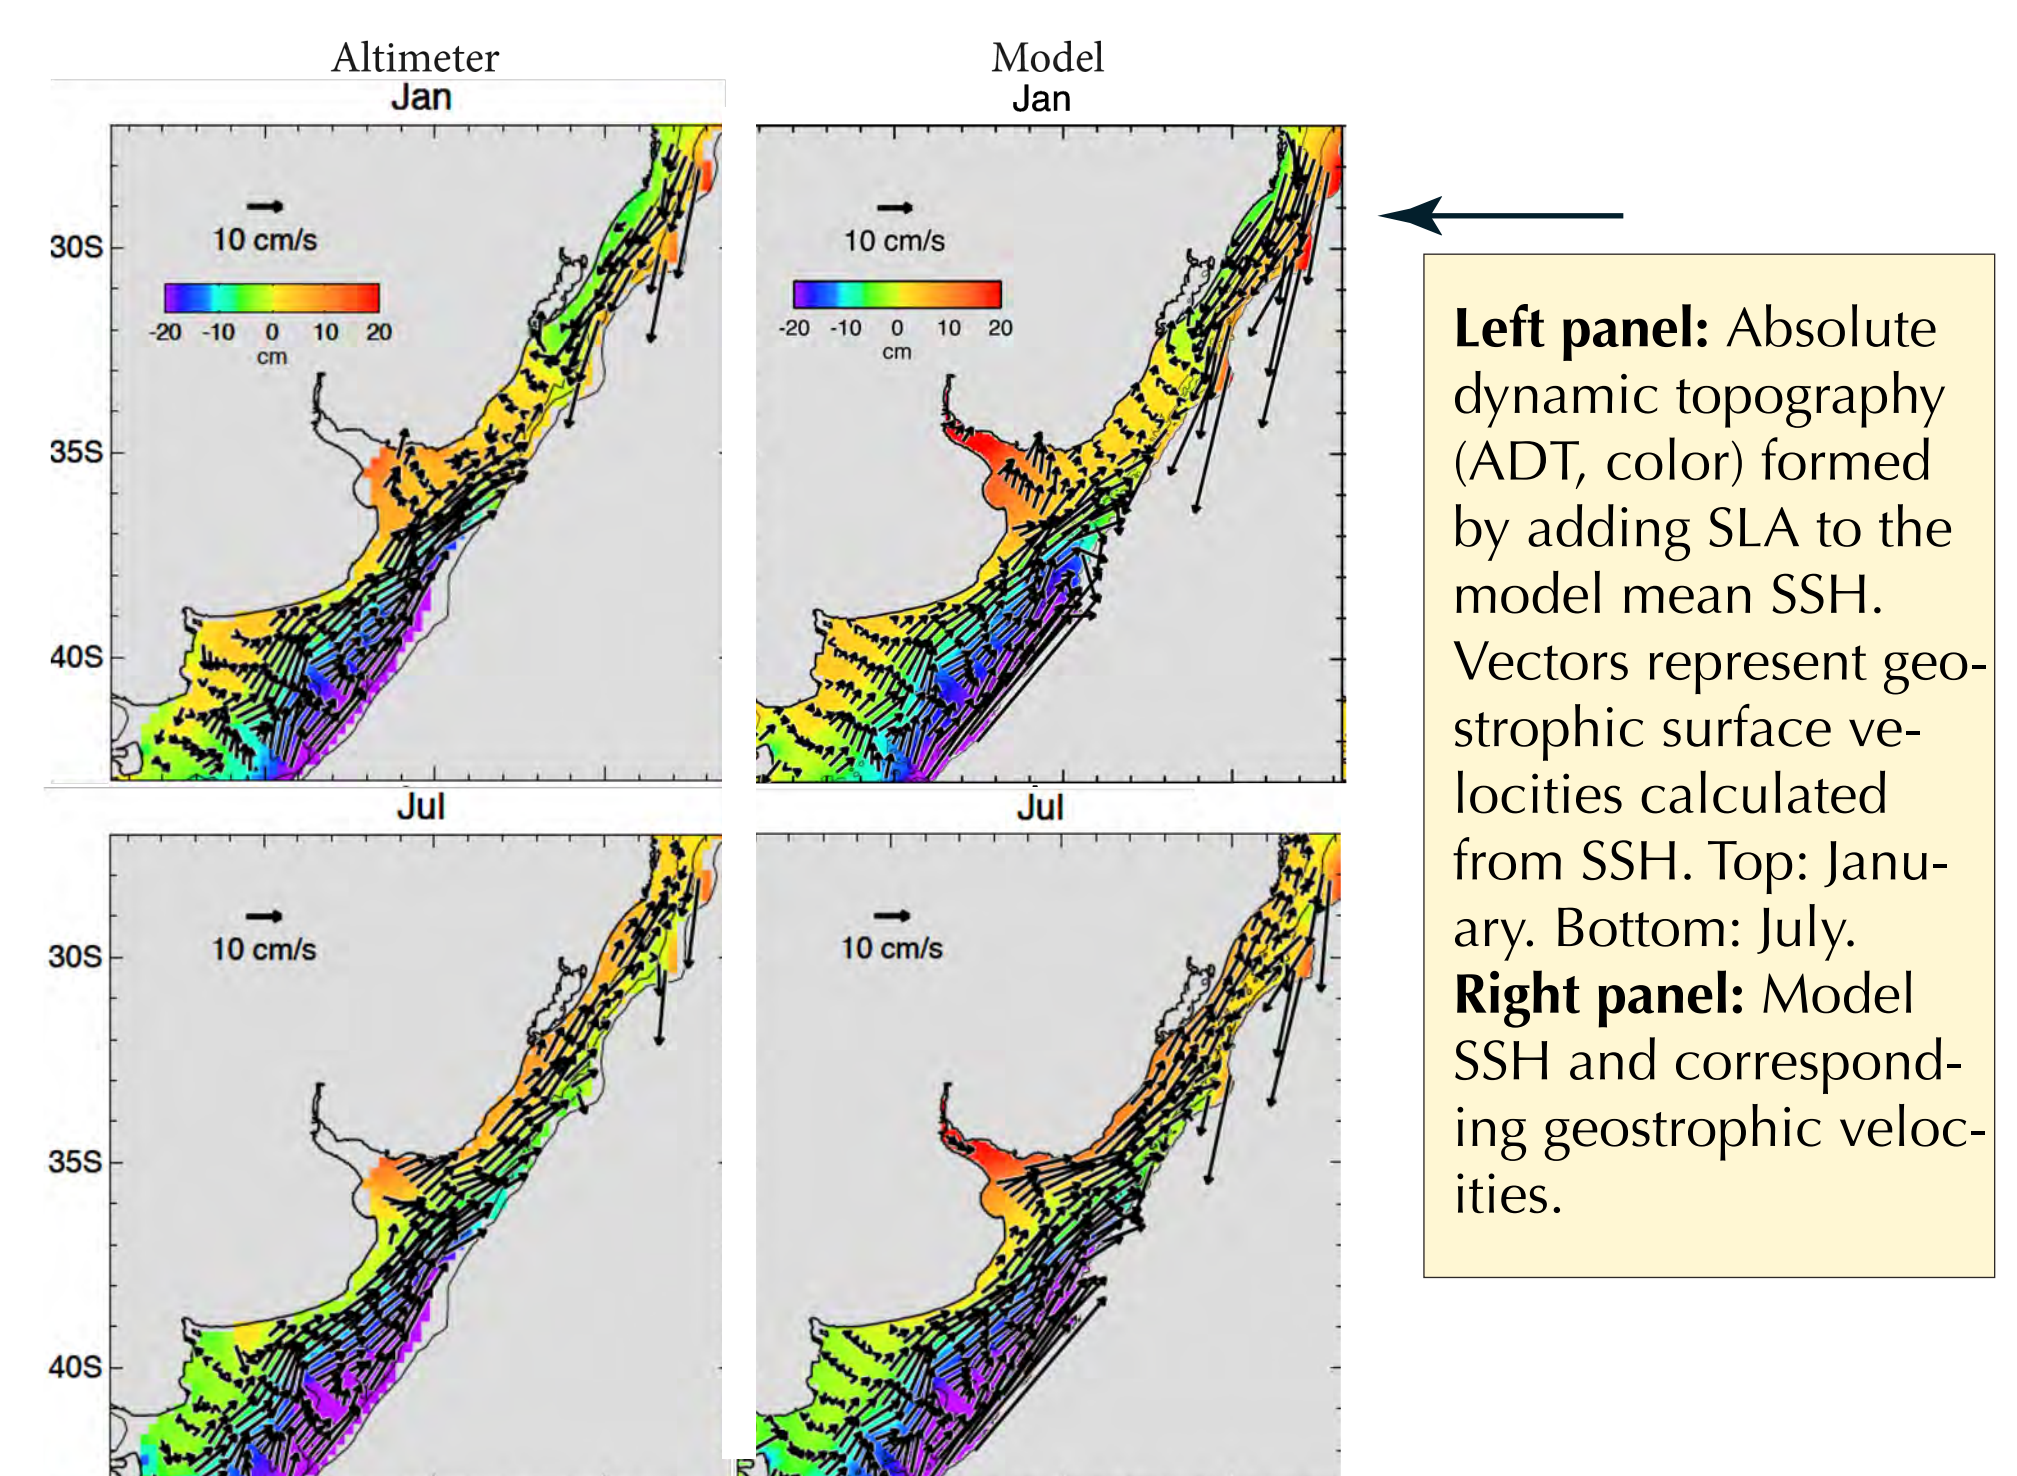 Altimeter
Jan
10 cm/s
-20 -10 0 10 20
cm
30S
35S
40S
Model
Jan
10 cm/s
-20 -10 0 10 20
cm
Jul
10 cm/s
30S
35S
40S
Jul
10 cm/s
Left panel: Absolute
dynamic topography
(ADT, color) formed
by adding SLA to the
model mean SSH.
Vectors represent geo-
strophic surface ve-
locities calculated
from SSH. Top: Janu-
ary. Bottom: July.
Right panel: Model
SSH and correspond-
ing geostrophic veloc-
ities.